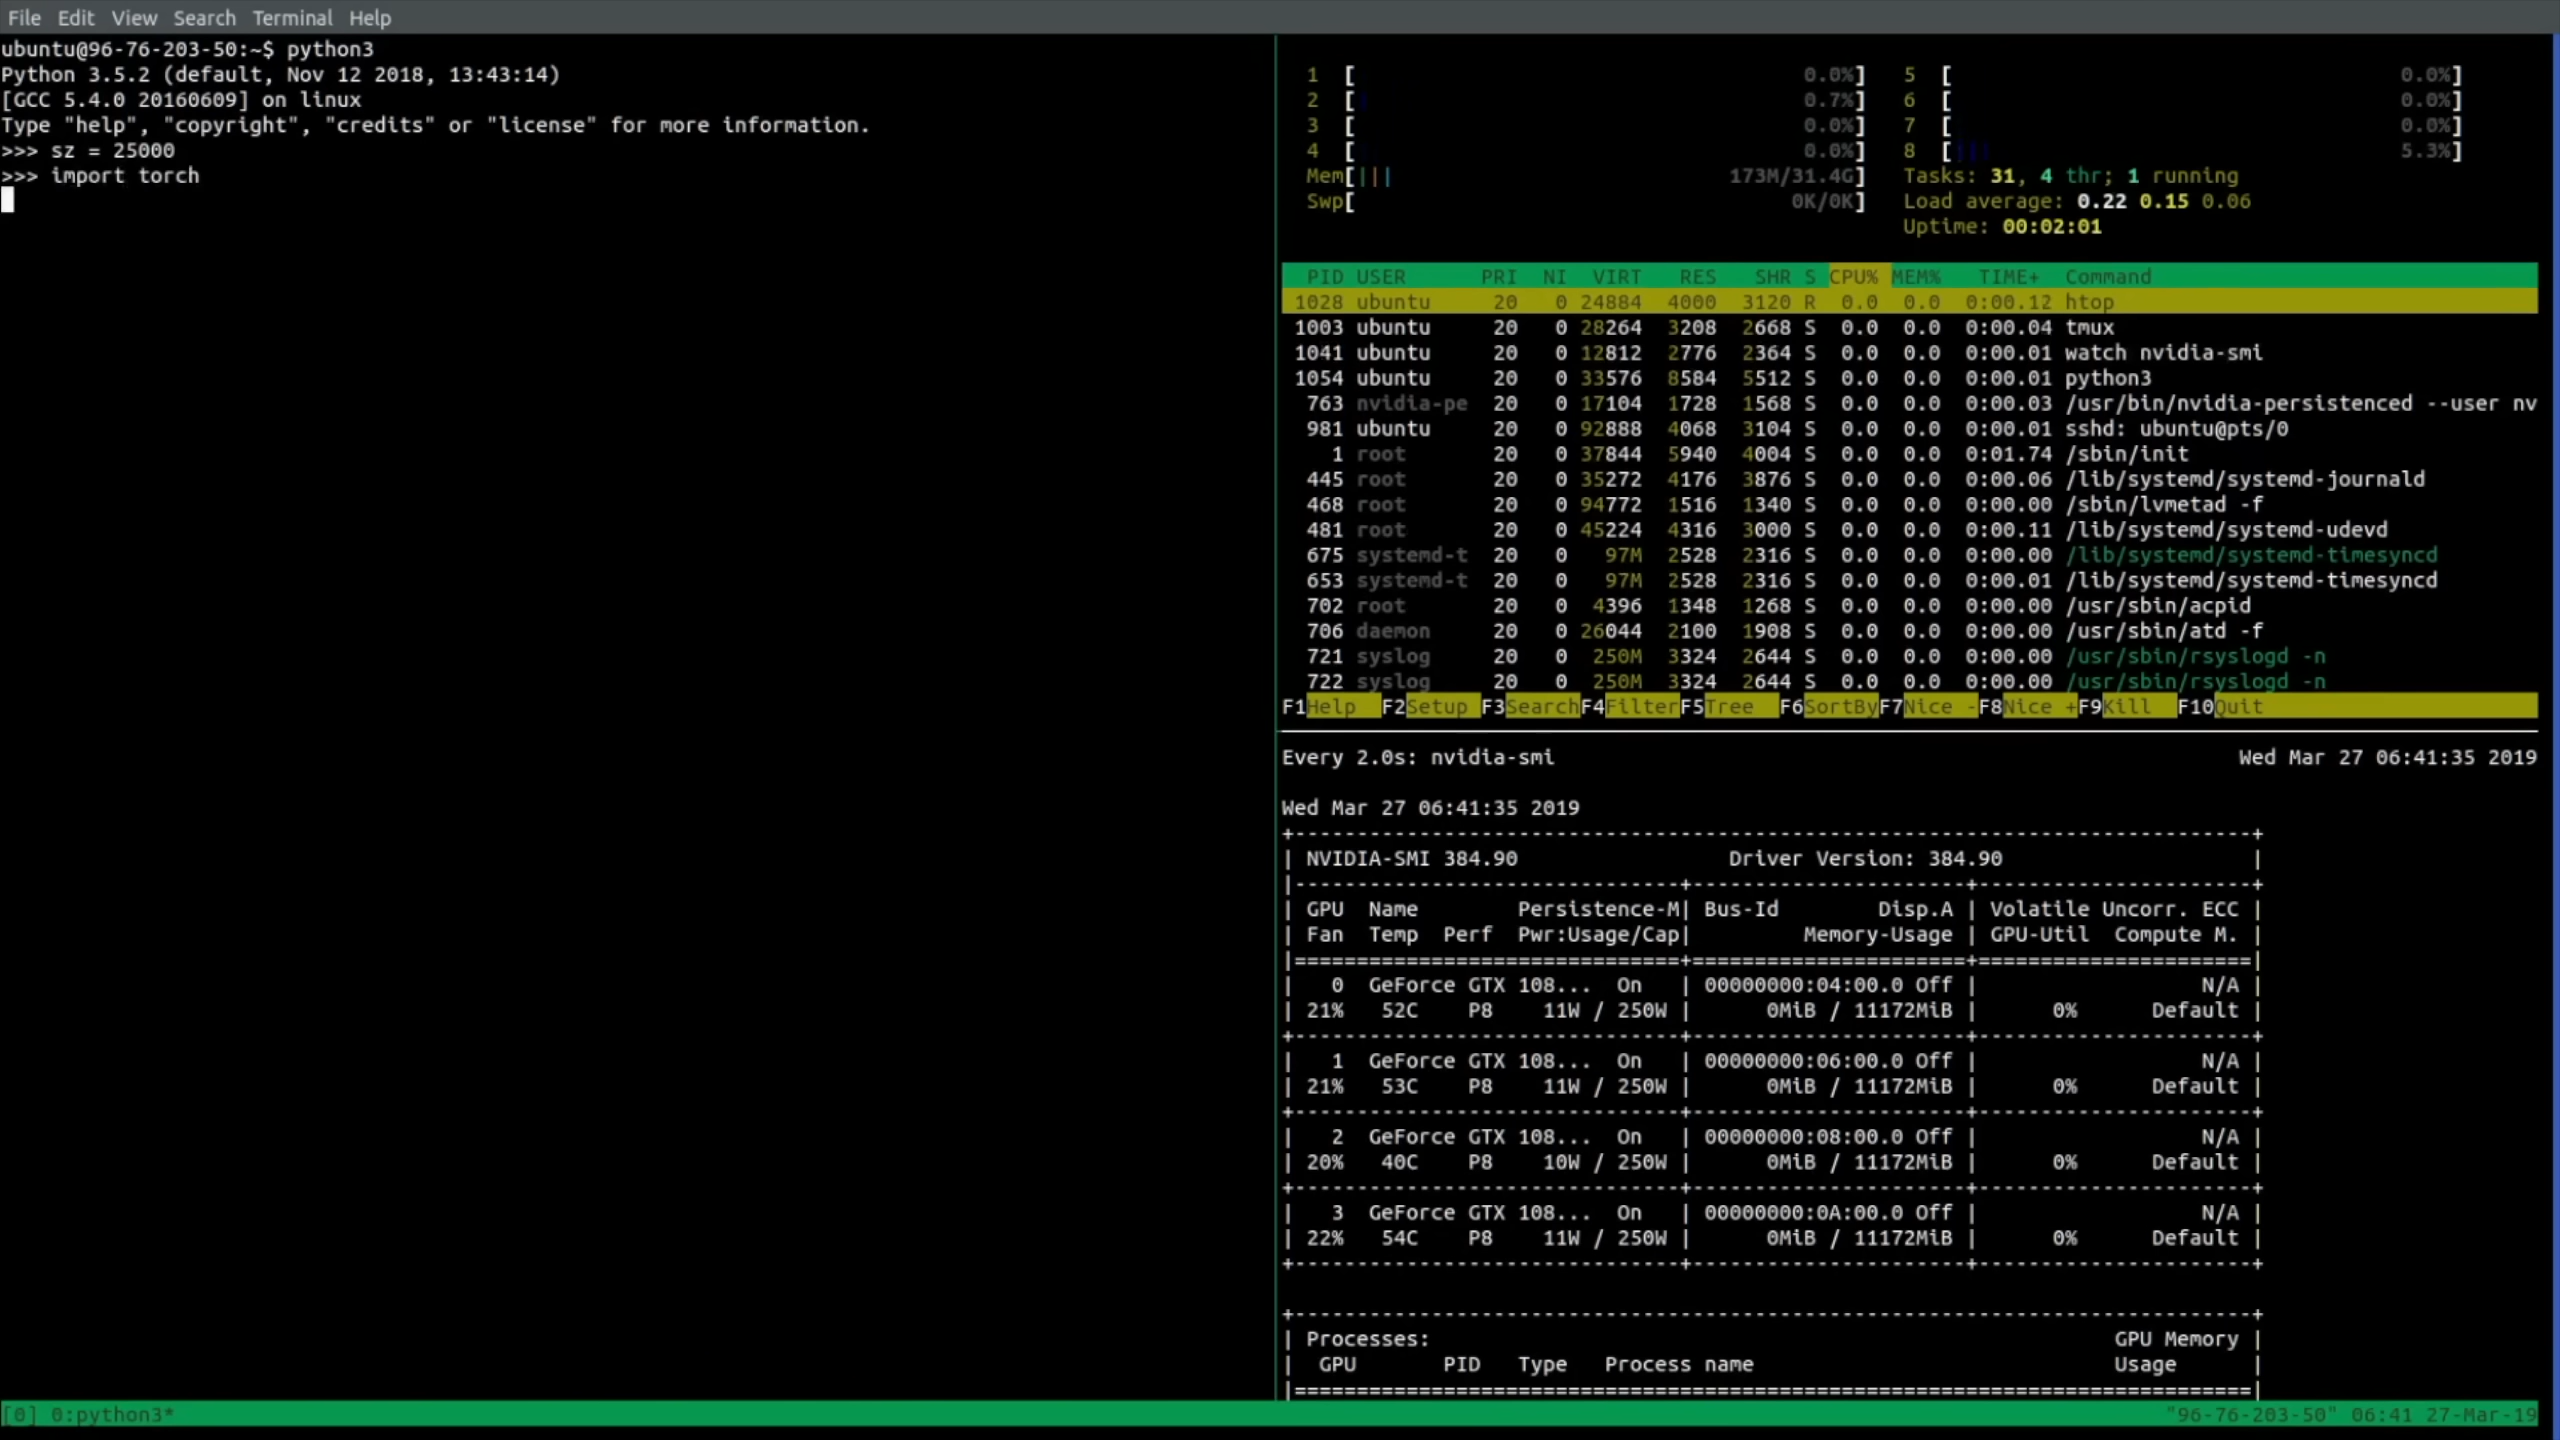 File Edit View Search Terminal Help
ubuntu@96-76-203-50:~$ python3
Python 3.5.2 (default, Nov 12 2018, 13:43:14)
[GCC 5.4.0 20160609] on linux
Type "help", "copyright", "credits" or "license" for more information.
>>> sz = 25000
>>> import torch
1 [ 0.0%] 5 [ 0.0%]
2 [ 0.7%] 6 [ 0.0%]
3 [ 0.0%] 7 [ 0.0%]
4 [ 0.0%] 8 [||| 5.3%]
Mem[||| 173M/31.4G] Tasks: 31, 4 thr; 1 running
Swp[ 0K/0K] Load average: 0.22 0.15 0.06
Uptime: 00:02:01
PID USER PRI NI VIRT RES SHR S CPU% MEM% TIME+ Command
1028 ubuntu 20 0 24884 4000 3120 R 0.0 0.0 0:00.12 htop
1003 ubuntu 20 0 28264 3208 2668 S 0.0 0.0 0:00.04 tmux
1041 ubuntu 20 0 12812 2776 2364 S 0.0 0.0 0:00.01 watch nvidia-smi
1054 ubuntu 20 0 33576 8584 5512 S 0.0 0.0 0:00.01 python3
763 nvidia-pe 20 0 17104 1728 1568 S 0.0 0.0 0:00.03 /usr/bin/nvidia-persistenced --user nv
981 ubuntu 20 0 92888 4068 3104 S 0.0 0.0 0:00.01 sshd: ubuntu@pts/0
1 root 20 0 37844 5940 4004 S 0.0 0.0 0:01.74 /sbin/init
445 root 20 0 35272 4176 3876 S 0.0 0.0 0:00.06 /lib/systemd/systemd-journald
468 root 20 0 94772 1516 1340 S 0.0 0.0 0:00.00 /sbin/lvmetad -f
481 root 20 0 45224 4316 3000 S 0.0 0.0 0:00.11 /lib/systemd/systemd-udevd
675 systemd-t 20 0 97M 2528 2316 S 0.0 0.0 0:00.00 /lib/systemd/systemd-timesyncd
653 systemd-t 20 0 97M 2528 2316 S 0.0 0.0 0:00.01 /lib/systemd/systemd-timesyncd
702 root 20 0 4396 1348 1268 S 0.0 0.0 0:00.00 /usr/sbin/acpid
706 daemon 20 0 26044 2100 1908 S 0.0 0.0 0:00.00 /usr/sbin/atd -f
721 syslog 20 0 250M 3324 2644 S 0.0 0.0 0:00.00 /usr/sbin/rsyslogd -n
722 syslog 20 0 250M 3324 2644 S 0.0 0.0 0:00.00 /usr/sbin/rsyslogd -n
F1Help F2Setup F3SearchF4FilterF5Tree F6SortByF7Nice -F8Nice +F9Kill F10Quit
Every 2.0s: nvidia-smi Wed Mar 27 06:41:35 2019
Wed Mar 27 06:41:35 2019
+-----------------------------------------------------------------------------+
| NVIDIA-SMI 384.90 Driver Version: 384.90 |
|-------------------------------+----------------------+----------------------+
| GPU Name Persistence-M| Bus-Id Disp.A | Volatile Uncorr. ECC |
| Fan Temp Perf Pwr:Usage/Cap| Memory-Usage | GPU-Util Compute M. |
|===============================+======================+======================|
| 0 GeForce GTX 108... On | 00000000:04:00.0 Off | N/A |
| 21% 52C P8 11W / 250W | 0MiB / 11172MiB | 0% Default |
+-------------------------------+----------------------+----------------------+
| 1 GeForce GTX 108... On | 00000000:06:00.0 Off | N/A |
| 21% 53C P8 11W / 250W | 0MiB / 11172MiB | 0% Default |
+-------------------------------+----------------------+----------------------+
| 2 GeForce GTX 108... On | 00000000:08:00.0 Off | N/A |
| 20% 40C P8 10W / 250W | 0MiB / 11172MiB | 0% Default |
+-------------------------------+----------------------+----------------------+
| 3 GeForce GTX 108... On | 00000000:0A:00.0 Off | N/A |
| 22% 54C P8 11W / 250W | 0MiB / 11172MiB | 0% Default |
+-------------------------------+----------------------+----------------------+
+-----------------------------------------------------------------------------+
| Processes: GPU Memory |
| GPU PID Type Process name Usage |
|=============================================================================|
[0] 0:python3* "96-76-203-50" 06:41 27-Mar-19